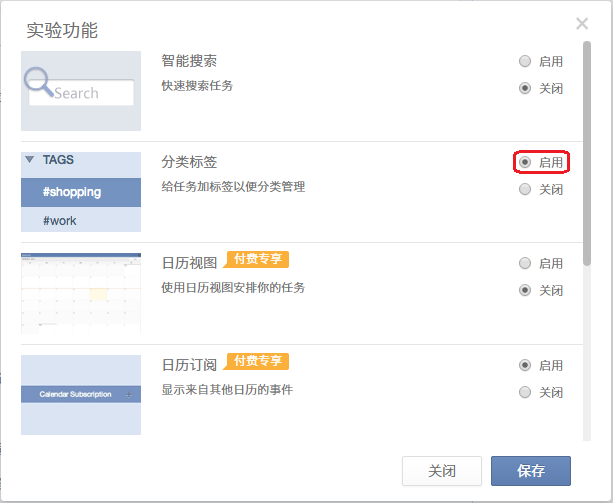 实验功能
Search
智能搜索
快速搜索任务
启用
关闭
TAGS
#shopping
#work
分类标签
给任务加标签以便分类管理
启用
关闭
日历视图 付费专享
使用日历视图安排你的任务
启用
关闭
Calendar Subscription +
日历订阅 付费专享
显示来自其他日历的事件
启用
关闭
关闭 保存